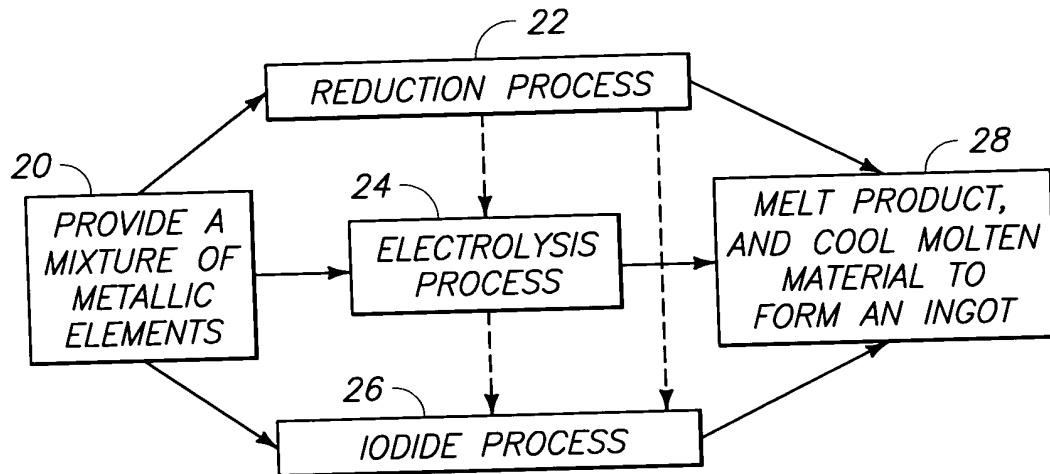 22
REDUCTION PROCESS
20
PROVIDE A
MIXTURE OF
METALLIC
ELEMENTS
24
ELECTROLYSIS
PROCESS
28
MELT PRODUCT,
AND COOL MOLTEN
MATERIAL TO
FORM AN INGOT
26
IODIDE PROCESS